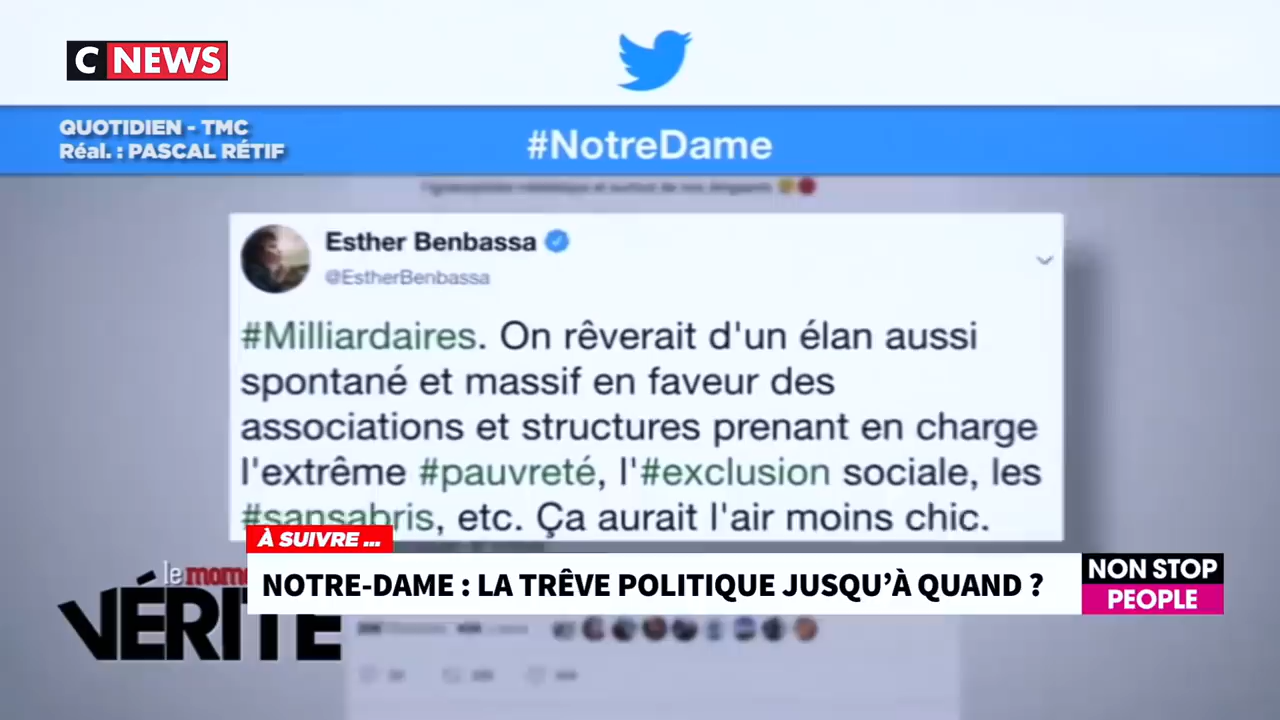 C NEWS
QUOTIDIEN - TMC
Réal. : PASCAL RÉTIF
#NotreDame
Esther Benbassa
@EstherBenbassa
#Milliardaires. On rêverait d'un élan aussi
spontané et massif en faveur des
associations et structures prenant en charge
l'extrême #pauvreté, l'#exclusion sociale, les
#sansabris, etc. Ça aurait l'air moins chic.
À SUIVRE ...
le
VÉRITÉ
NOTRE-DAME : LA TRÊVE POLITIQUE JUSQU'À QUAND ?
NON STOP
PEOPLE